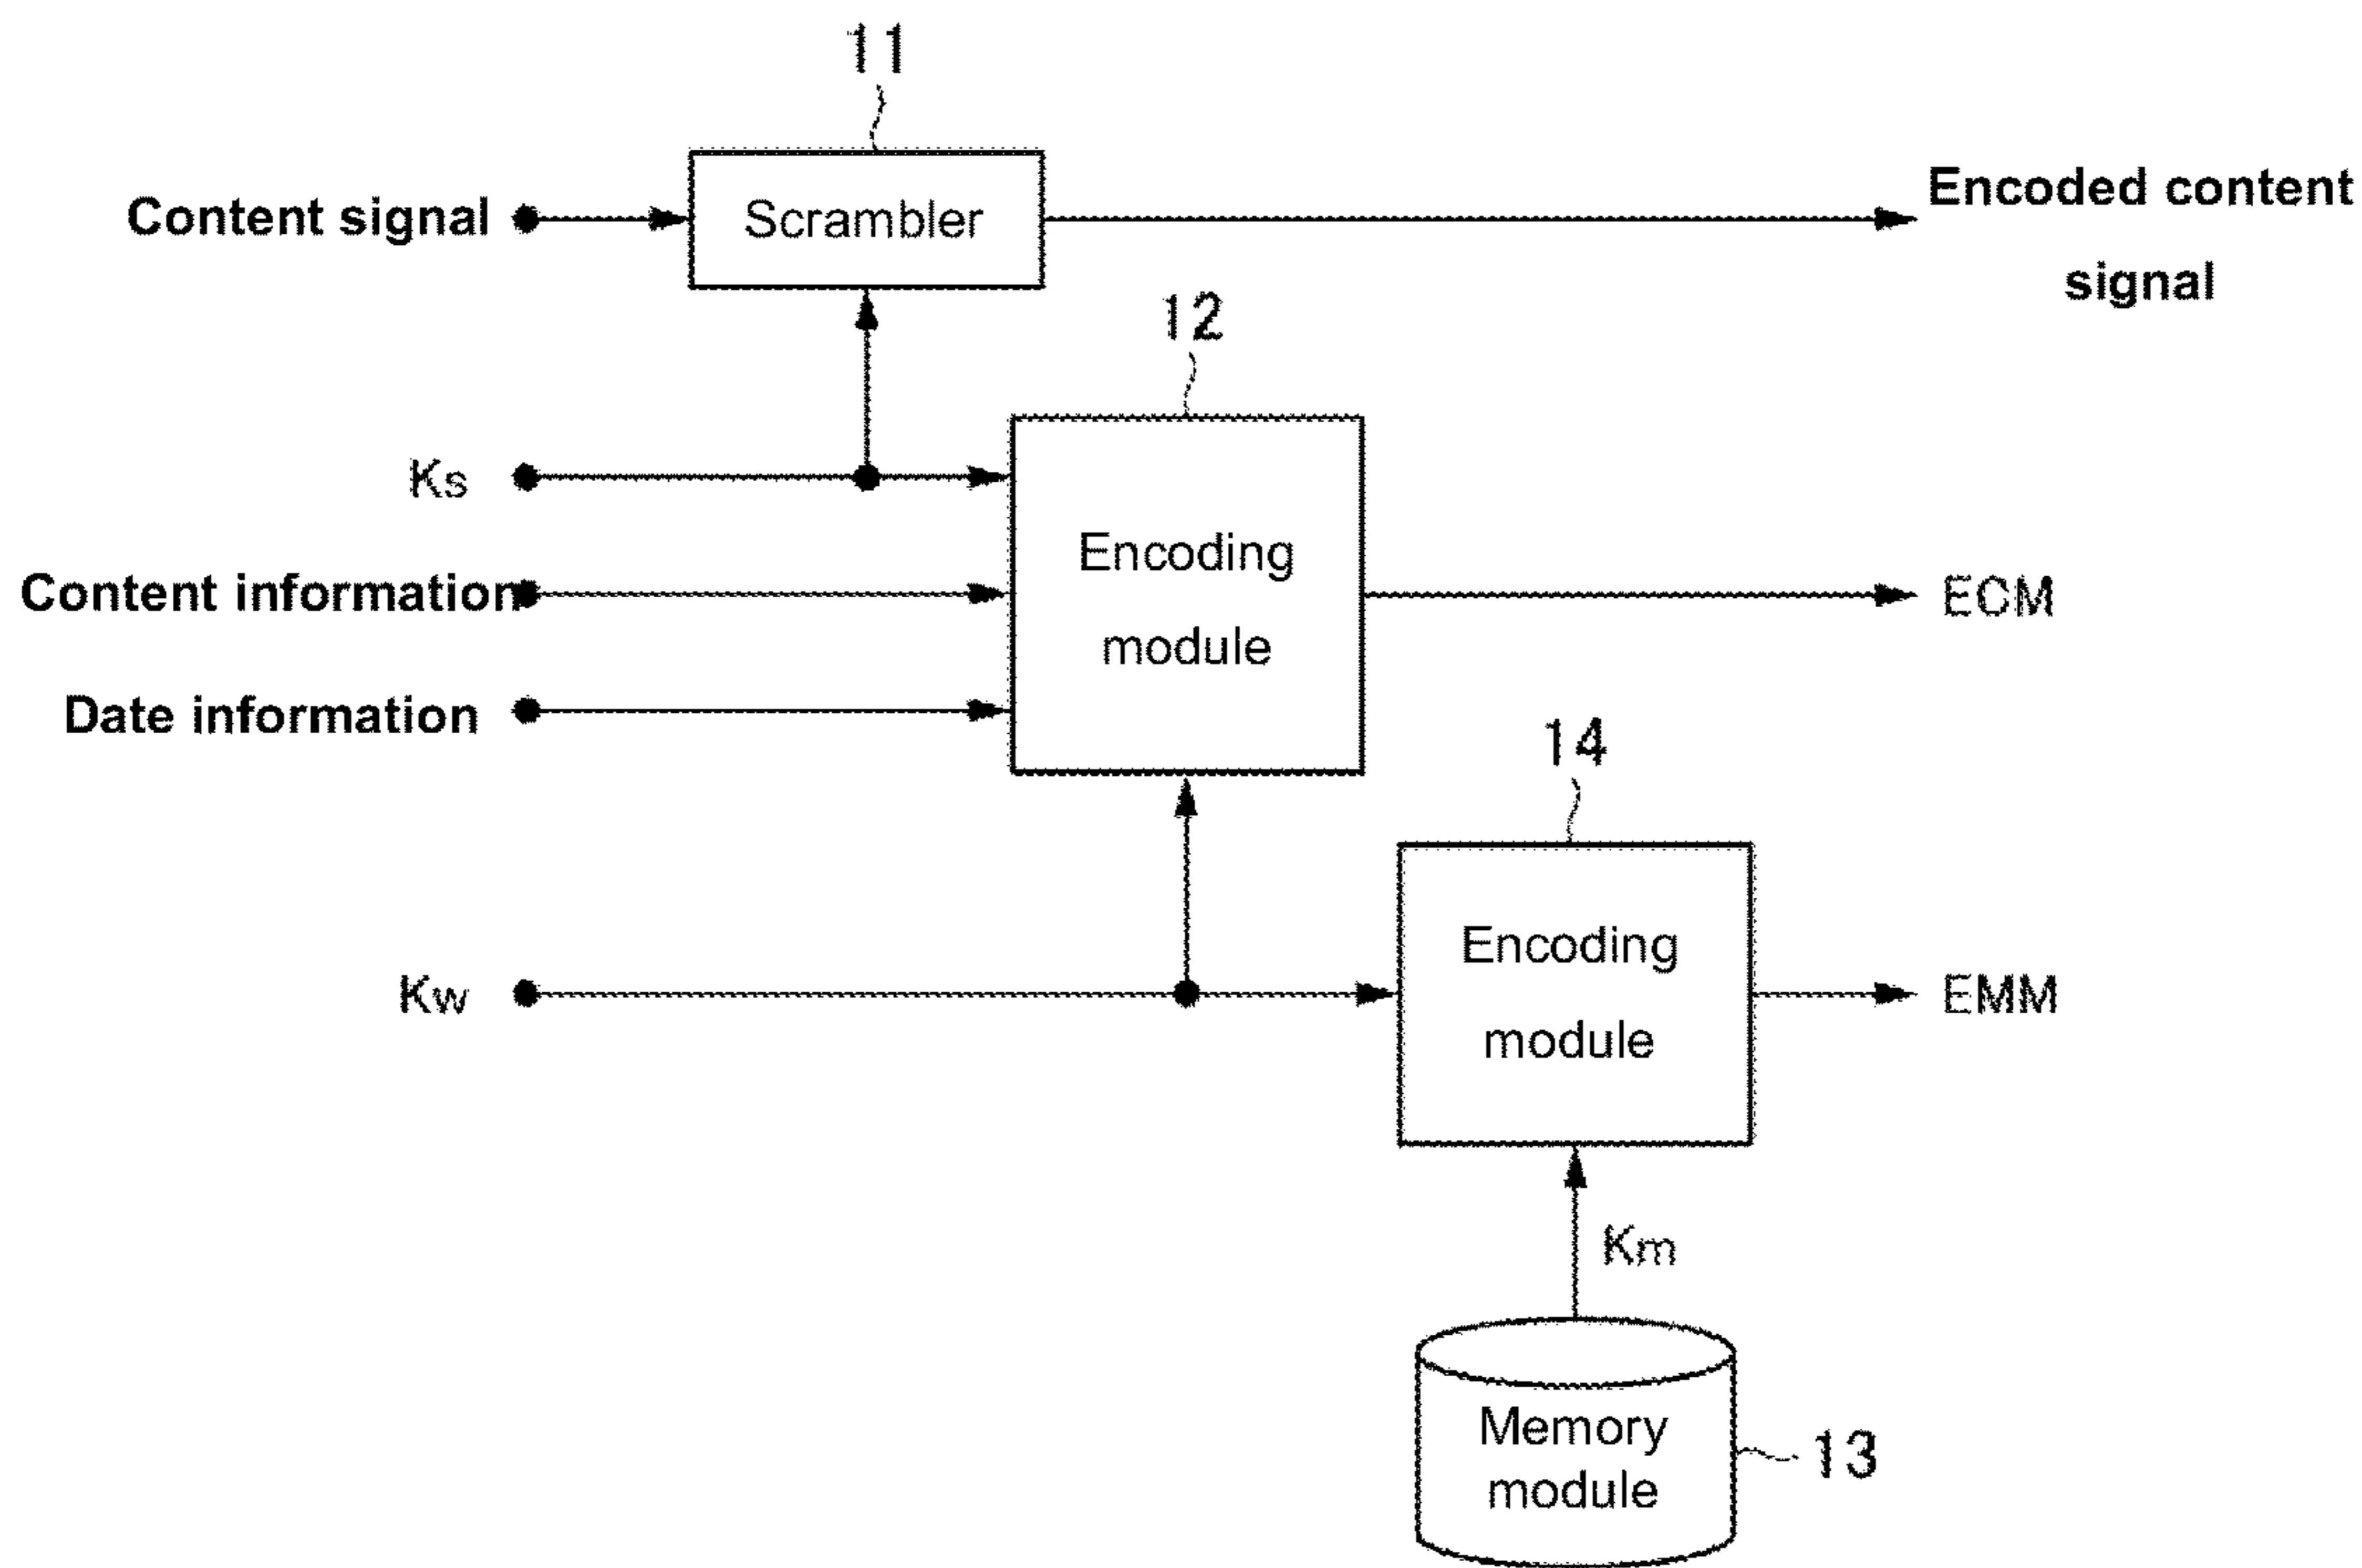 11
Content signal
Scrambler
Encoded content
signal
12
Ks
Encoding
module
Content information
ECM
Date information
14
Kw
Encoding
module
EMM
Km
Memory
module
13